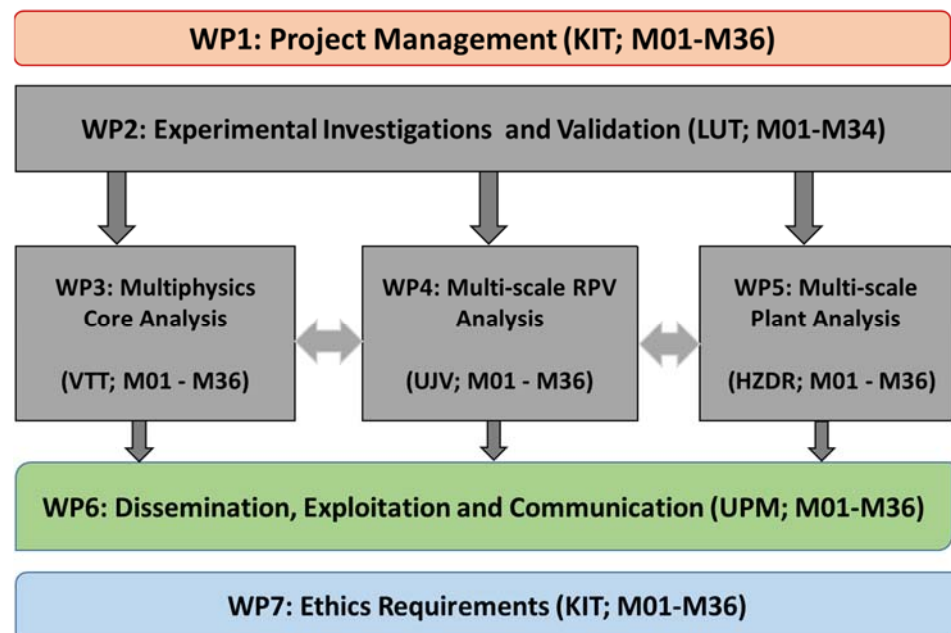 WP1: Project Management (KIT; M01-M36)
WP2: Experimental Investigations and Validation (LUT; M01-M34)
WP3: Multiphysics
Core Analysis
(VTT; M01 - M36)
WP4: Multi-scale RPV
Analysis
(UJV; M01 - M36)
WP5: Multi-scale
Plant Analysis
(HZDR; M01 - M36)
WP6: Dissemination, Exploitation and Communication (UPM; M01-M36)
WP7: Ethics Requirements (KIT; M01-M36)